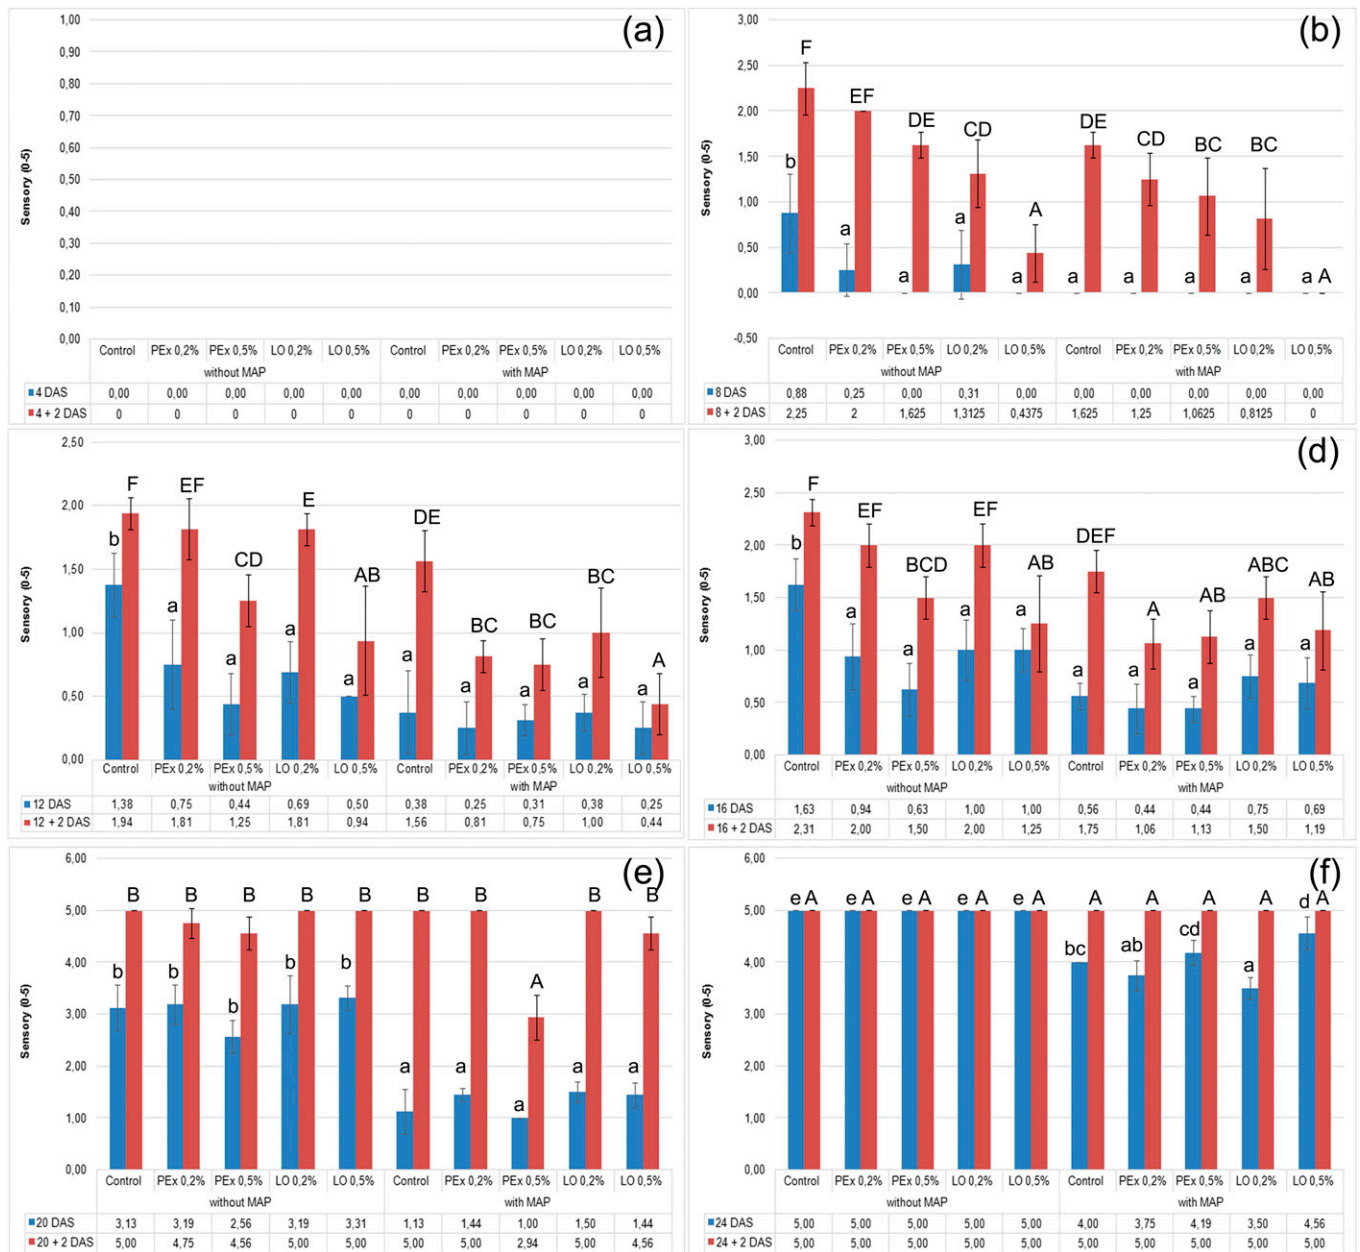 (a)
1,00
0,90
0,80
0,70
0,60
0,50
0,40
0,30
0,20
0,10
0,00
Sensory (0-5)
Control PEx 0,2% PEx 0,5% LO 0,2% LO 0,5% Control PEx 0,2% PEx 0,5% LO 0,2% LO 0,5%
without MAP with MAP
4 DAS 0,00 0,00 0,00 0,00 0,00 0,00 0,00 0,00 0,00 0,00
4 + 2 DAS 0 0 0 0 0 0 0 0 0 0
(b)
3,00
2,50
2,00
1,50
1,00
0,50
0,00
-0,50
Sensory (0-5)
F EF DE CD A DE CD BC BC A
b a a a a a a a a a
Control PEx 0,2% PEx 0,5% LO 0,2% LO 0,5% Control PEx 0,2% PEx 0,5% LO 0,2% LO 0,5%
without MAP with MAP
8 DAS 0,88 0,25 0,00 0,31 0,00 0,00 0,00 0,00 0,00 0,00
8 + 2 DAS 2,25 2 1,625 1,3125 0,4375 1,625 1,25 1,0625 0,8125 0
2,50
2,00
1,50
1,00
0,50
0,00
Sensory (0-5)
F EF CD E AB DE BC BC BC A
b a a a a a a a a a
Control PEx 0,2% PEx 0,5% LO 0,2% LO 0,5% Control PEx 0,2% PEx 0,5% LO 0,2% LO 0,5%
without MAP with MAP
12 DAS 1,38 0,75 0,44 0,69 0,50 0,38 0,25 0,31 0,38 0,25
12 + 2 DAS 1,94 1,81 1,25 1,81 0,94 1,56 0,81 0,75 1,00 0,44
(d)
3,00
2,50
2,00
1,50
1,00
0,50
0,00
Sensory (0-5)
F EF BCD EF AB DEF A AB ABC AB
b a a a a a a a a a
Control PEx 0,2% PEx 0,5% LO 0,2% LO 0,5% Control PEx 0,2% PEx 0,5% LO 0,2% LO 0,5%
without MAP with MAP
16 DAS 1,63 0,94 0,63 1,00 1,00 0,56 0,44 0,44 0,75 0,69
16 + 2 DAS 2,31 2,00 1,50 2,00 1,25 1,75 1,06 1,13 1,50 1,19
(e)
6,00
5,00
4,00
3,00
2,00
1,00
0,00
Sensory (0-5)
B B B B B B B A B B
b b b b b a a a a a
Control PEx 0,2% PEx 0,5% LO 0,2% LO 0,5% Control PEx 0,2% PEx 0,5% LO 0,2% LO 0,5%
without MAP with MAP
20 DAS 3,13 3,19 2,56 3,19 3,31 1,13 1,44 1,00 1,50 1,44
20 + 2 DAS 5,00 4,75 4,56 5,00 5,00 5,00 5,00 2,94 5,00 4,56
(f)
6,00
5,00
4,00
3,00
2,00
1,00
0,00
Sensory (0-5)
e A e A e A e A e A A A A A d A
bc ab cd a
Control PEx 0,2% PEx 0,5% LO 0,2% LO 0,5% Control PEx 0,2% PEx 0,5% LO 0,2% LO 0,5%
without MAP with MAP
24 DAS 5,00 5,00 5,00 5,00 5,00 4,00 3,75 4,19 3,50 4,56
24 + 2 DAS 5,00 5,00 5,00 5,00 5,00 5,00 5,00 5,00 5,00 5,00